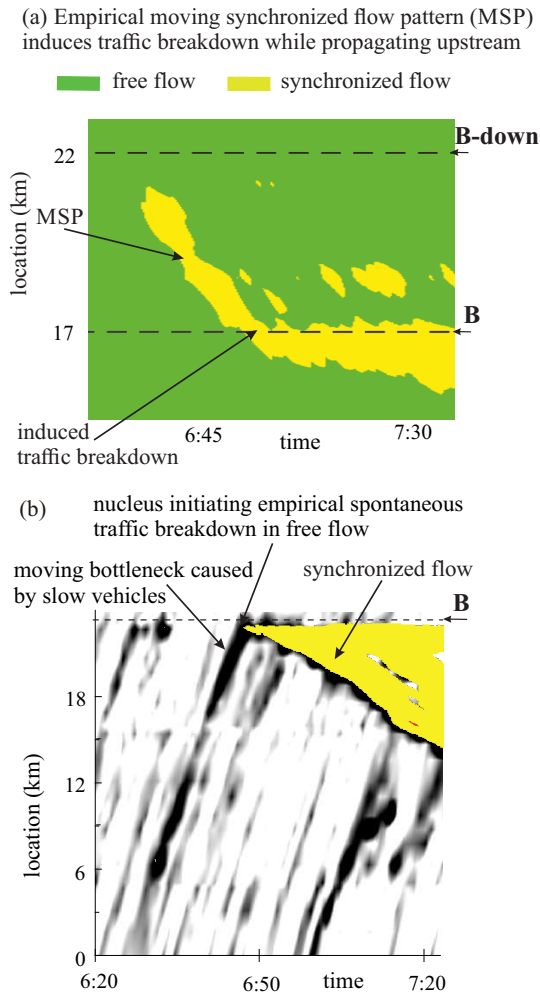 (a) Empirical moving synchronized flow pattern (MSP)
induces traffic breakdown while propagating upstream
free flow synchronized flow
B-down
22
MSP
location (km)
B
17
induced
traffic breakdown
6:45 time 7:30
(b) nucleus initiating empirical spontaneous
traffic breakdown in free flow
moving bottleneck caused
by slow vehicles
synchronized flow
B
18
12
location (km)
6
0
6:20 6:50 time 7:20